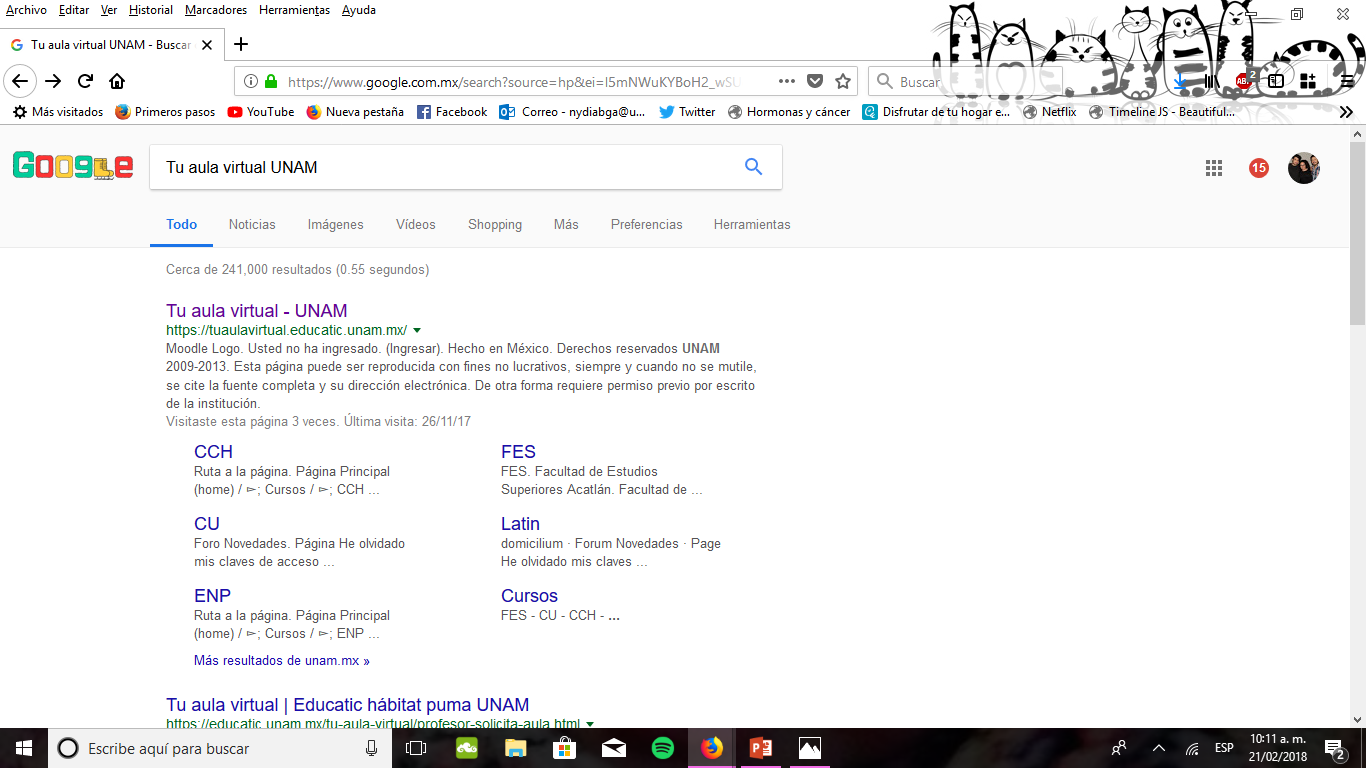 Archivo Editar Ver Historial Marcadores Herramientas Ayuda
Tu aula virtual UNAM - Buscar
https://www.google.com.mx/search?source=hp&ei=I5mNWuKYBoH2_wSU
Buscar
ABP
2
Más visitados Primeros pasos YouTube Nueva pestaña Facebook Correo - nydiabga@u... Twitter Hormonas y cáncer Disfrutar de tu hogar e... Netflix Timeline JS - Beautiful...
Google
Tu aula virtual UNAM
15
Todo Noticias Imágenes Vídeos Shopping Más Preferencias Herramientas
Cerca de 241,000 resultados (0.55 segundos)
Tu aula virtual - UNAM
https://tuaulavirtual.educatic.unam.mx/
Moodle Logo. Usted no ha ingresado. (Ingresar). Hecho en México. Derechos reservados UNAM
2009-2013. Esta página puede ser reproducida con fines no lucrativos, siempre y cuando no se mutile,
se cite la fuente completa y su dirección electrónica. De otra forma requiere permiso previo por escrito
de la institución.
Visitaste esta página 3 veces. Última visita: 26/11/17
CCH
Ruta a la página. Página Principal
(home) / ►; Cursos / ►; CCH ...
FES
FES. Facultad de Estudios
Superiores Acatlán. Facultad de ...
CU
Foro Novedades. Página He olvidado
mis claves de acceso ...
Latin
domicilium · Forum Novedades · Page
He olvidado mis claves ...
ENP
Ruta a la página. Página Principal
(home) / ►; Cursos / ►; ENP ...
Cursos
FES - CU - CCH - ...
Más resultados de unam.mx »
Tu aula virtual | Educatic hábitat puma UNAM
https://educatic.unam.mx/tu-aula-virtual/profesor-solicita-aula.html
Escribe aquí para buscar
ESP
10:11 a. m.
21/02/2018
2